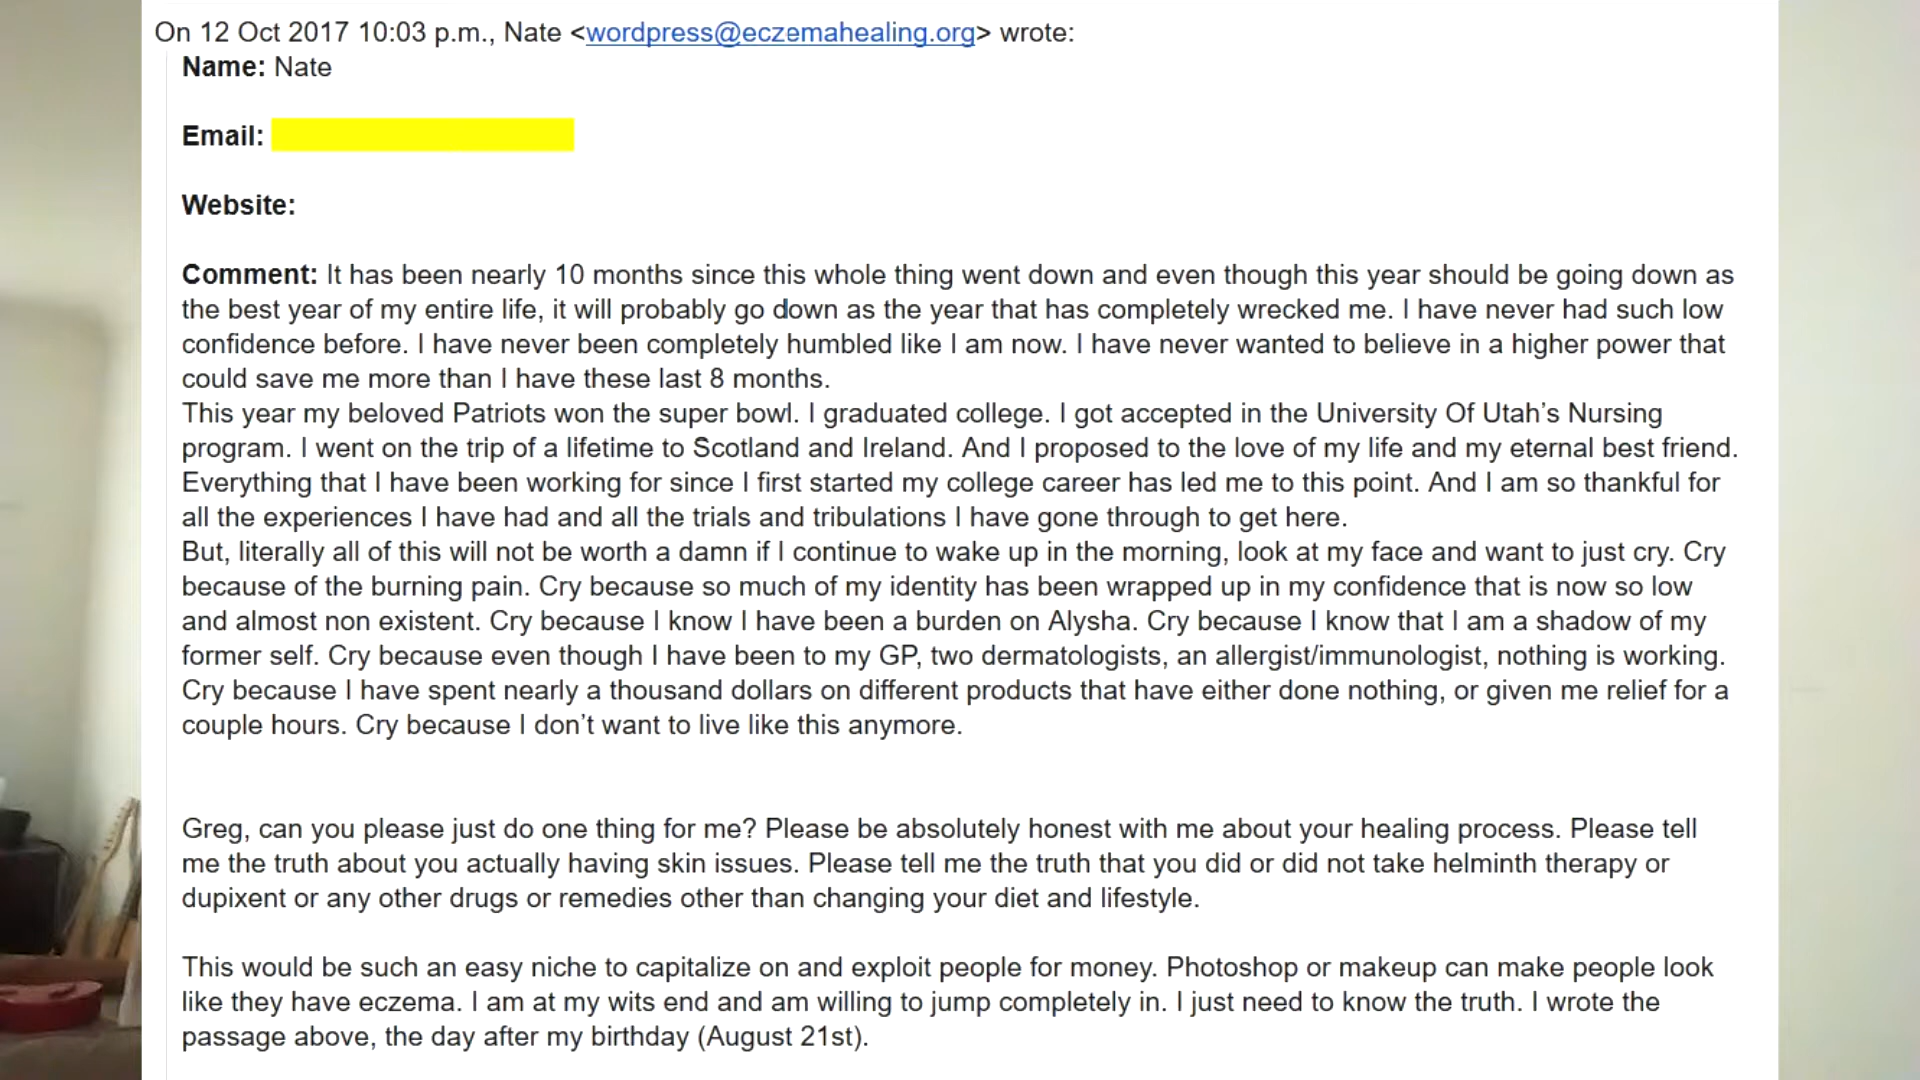 On 12 Oct 2017 10:03 p.m., Nate <wordpress@eczemahealing.org> wrote:
Name: Nate
Email:
Website:
Comment: It has been nearly 10 months since this whole thing went down and even though this year should be going down as
the best year of my entire life, it will probably go down as the year that has completely wrecked me. I have never had such low
confidence before. I have never been completely humbled like I am now. I have never wanted to believe in a higher power that
could save me more than I have these last 8 months.
This year my beloved Patriots won the super bowl. I graduated college. I got accepted in the University Of Utah’s Nursing
program. I went on the trip of a lifetime to Scotland and Ireland. And I proposed to the love of my life and my eternal best friend.
Everything that I have been working for since I first started my college career has led me to this point. And I am so thankful for
all the experiences I have had and all the trials and tribulations I have gone through to get here.
But, literally all of this will not be worth a damn if I continue to wake up in the morning, look at my face and want to just cry. Cry
because of the burning pain. Cry because so much of my identity has been wrapped up in my confidence that is now so low
and almost non existent. Cry because I know I have been a burden on Alysha. Cry because I know that I am a shadow of my
former self. Cry because even though I have been to my GP, two dermatologists, an allergist/immunologist, nothing is working.
Cry because I have spent nearly a thousand dollars on different products that have either done nothing, or given me relief for a
couple hours. Cry because I don’t want to live like this anymore.
Greg, can you please just do one thing for me? Please be absolutely honest with me about your healing process. Please tell
me the truth about you actually having skin issues. Please tell me the truth that you did or did not take helminth therapy or
dupixent or any other drugs or remedies other than changing your diet and lifestyle.
This would be such an easy niche to capitalize on and exploit people for money. Photoshop or makeup can make people look
like they have eczema. I am at my wits end and am willing to jump completely in. I just need to know the truth. I wrote the
passage above, the day after my birthday (August 21st).